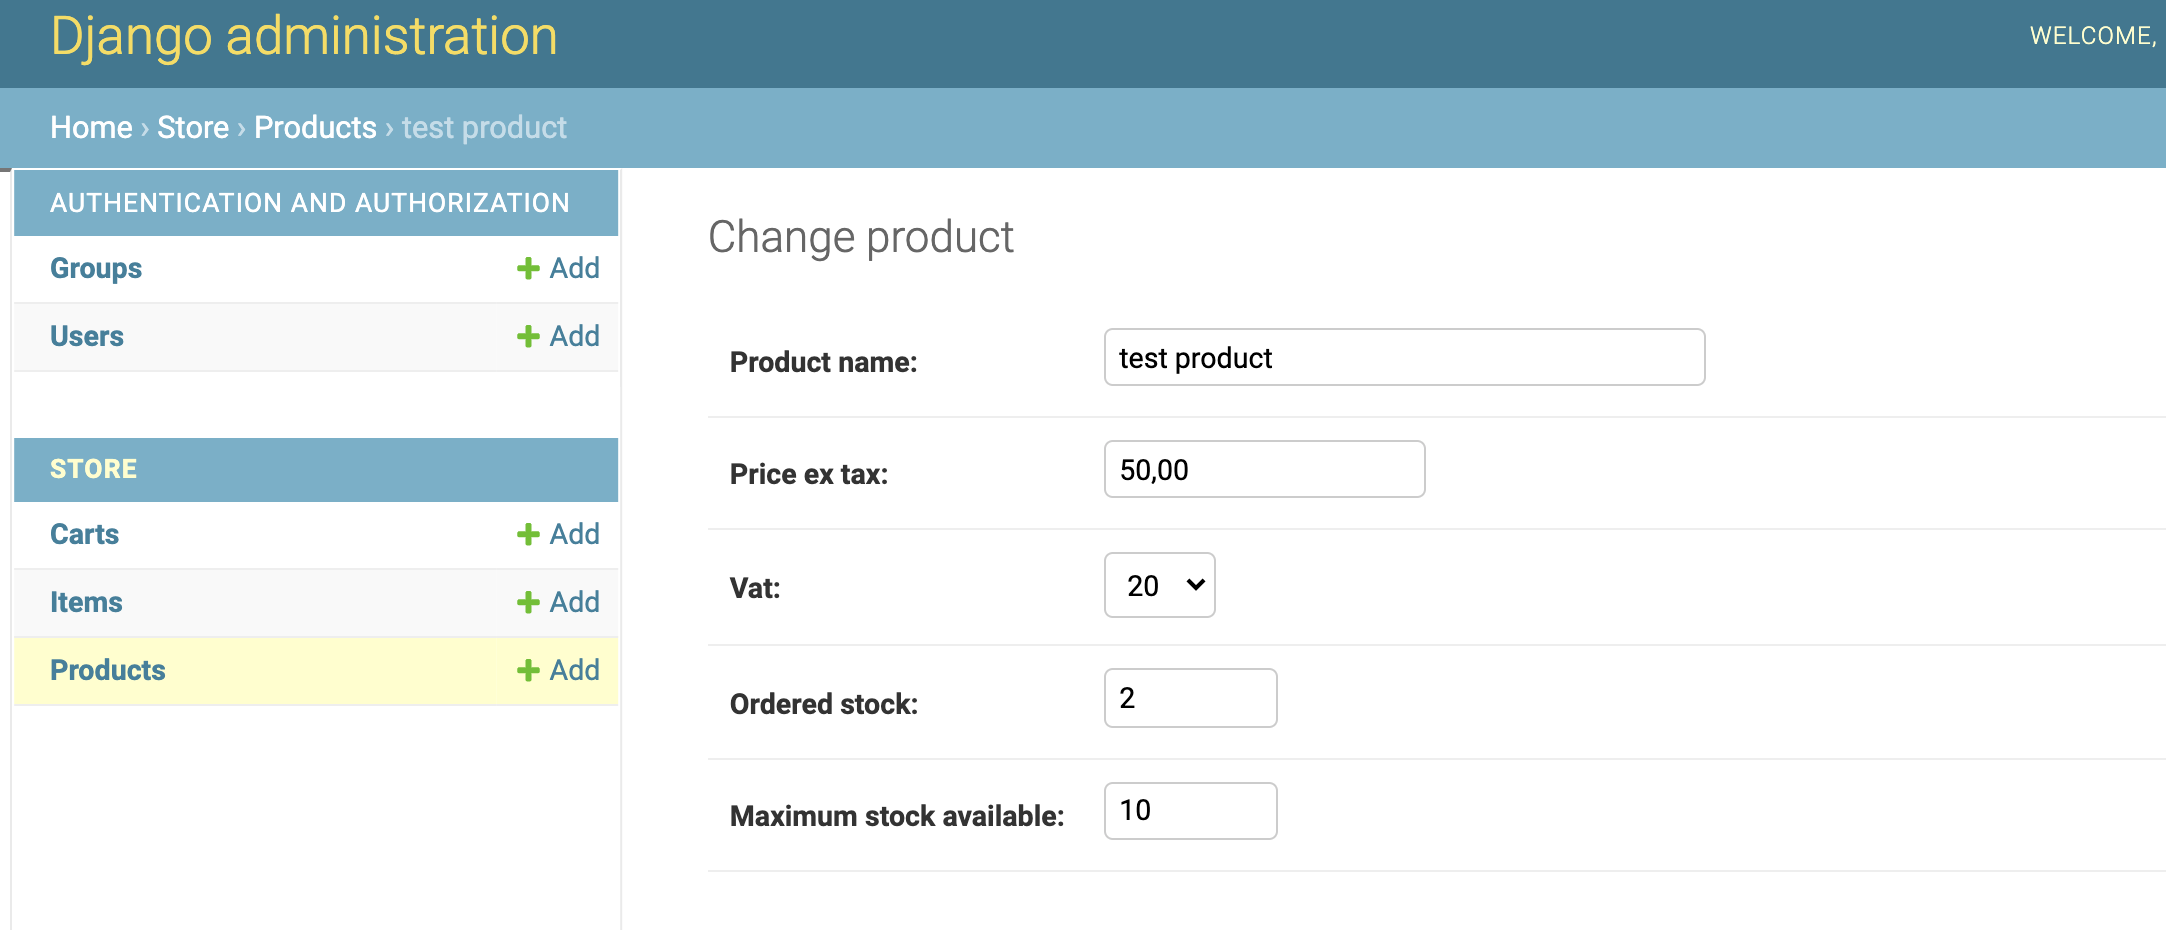 Django administration
WELCOME,
Home › Store › Products › test product
AUTHENTICATION AND AUTHORIZATION
Groups + Add
Users + Add
STORE
Carts + Add
Items + Add
Products + Add
Change product
Product name: test product
Price ex tax: 50,00
Vat: 20
Ordered stock: 2
Maximum stock available: 10